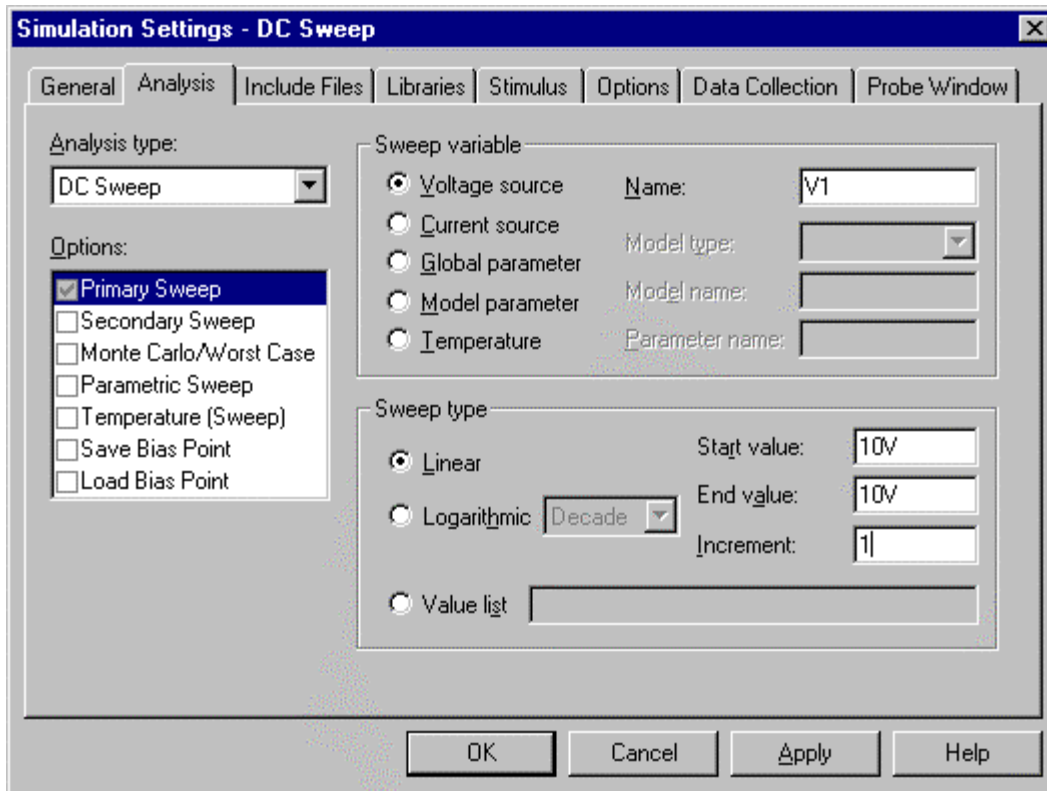 Simulation Settings - DC Sweep
General Analysis Include Files Libraries Stimulus Options Data Collection Probe Window
Analysis type:
DC Sweep
Options:
Primary Sweep
Secondary Sweep
Monte Carlo/Worst Case
Parametric Sweep
Temperature (Sweep)
Save Bias Point
Load Bias Point
Sweep variable
Voltage source
Current source
Global parameter
Model parameter
Temperature
Name: V1
Model type:
Model name:
Parameter name:
Sweep type
Linear
Logarithmic Decade
Value list
Start value: 10V
End value: 10V
Increment: 1
OK Cancel Apply Help